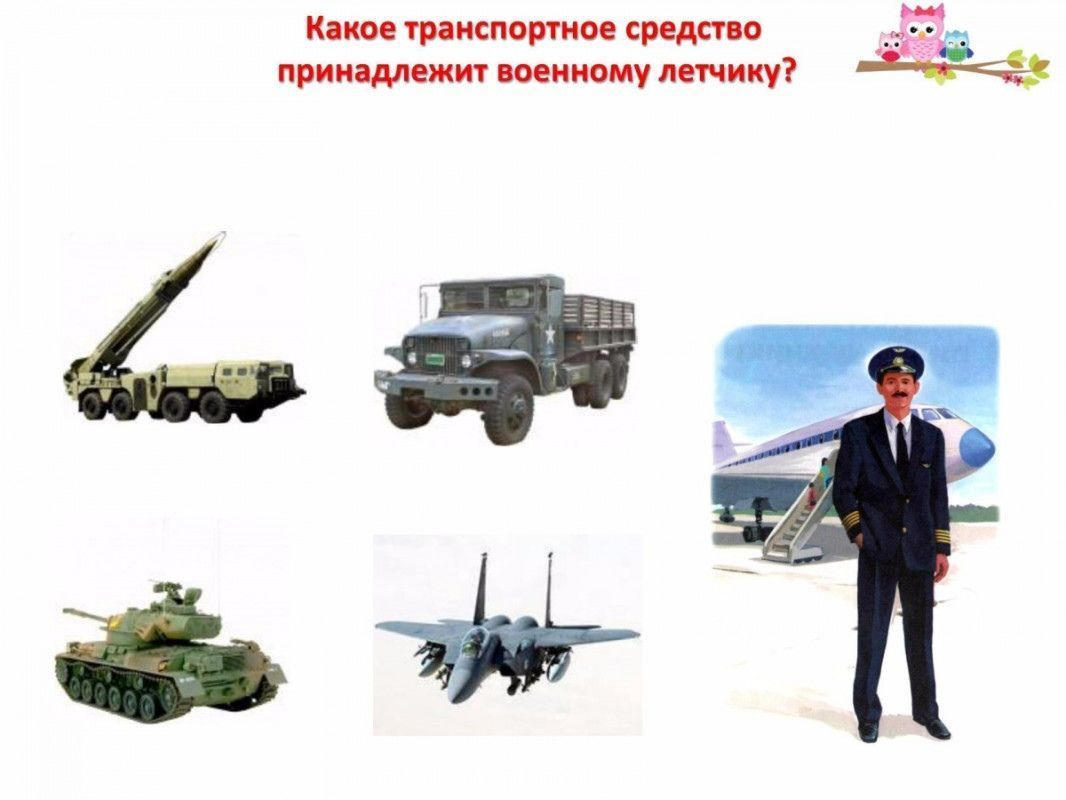 Какое транспортное средство
принадлежит военному летчику?